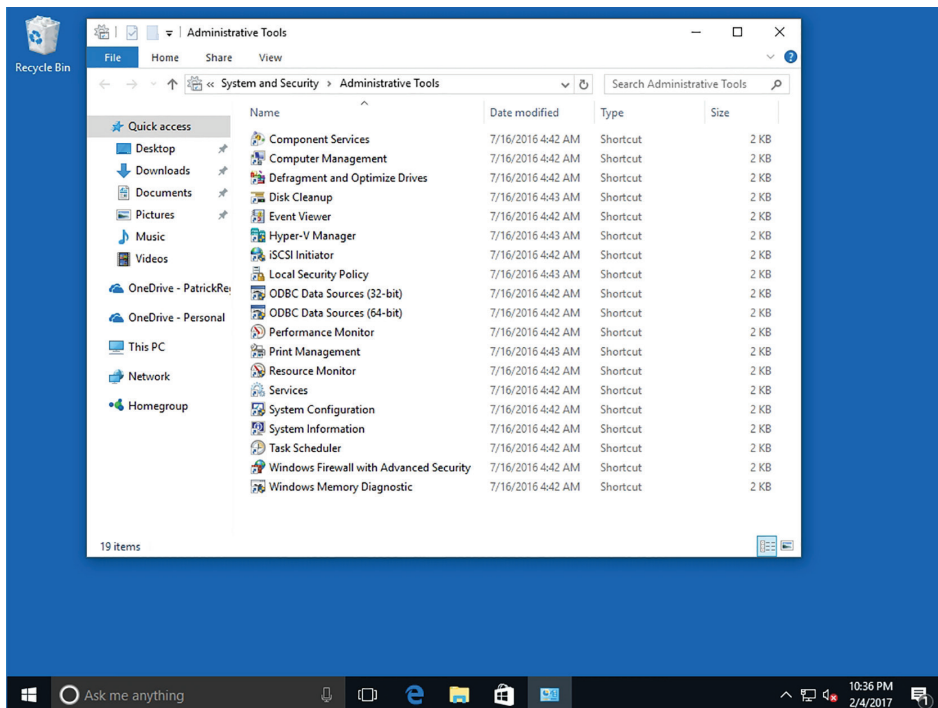 Recycle Bin
Administrative Tools
File Home Share View
« System and Security › Administrative Tools
Search Administrative Tools
Name Date modified Type Size
Quick access
Desktop
Downloads
Documents
Pictures
Music
Videos
OneDrive - PatrickRe
OneDrive - Personal
This PC
Network
Homegroup
Component Services 7/16/2016 4:42 AM Shortcut 2 KB
Computer Management 7/16/2016 4:42 AM Shortcut 2 KB
Defragment and Optimize Drives 7/16/2016 4:42 AM Shortcut 2 KB
Disk Cleanup 7/16/2016 4:43 AM Shortcut 2 KB
Event Viewer 7/16/2016 4:42 AM Shortcut 2 KB
Hyper-V Manager 7/16/2016 4:43 AM Shortcut 2 KB
iSCSI Initiator 7/16/2016 4:42 AM Shortcut 2 KB
Local Security Policy 7/16/2016 4:43 AM Shortcut 2 KB
ODBC Data Sources (32-bit) 7/16/2016 4:42 AM Shortcut 2 KB
ODBC Data Sources (64-bit) 7/16/2016 4:42 AM Shortcut 2 KB
Performance Monitor 7/16/2016 4:42 AM Shortcut 2 KB
Print Management 7/16/2016 4:43 AM Shortcut 2 KB
Resource Monitor 7/16/2016 4:42 AM Shortcut 2 KB
Services 7/16/2016 4:42 AM Shortcut 2 KB
System Configuration 7/16/2016 4:42 AM Shortcut 2 KB
System Information 7/16/2016 4:42 AM Shortcut 2 KB
Task Scheduler 7/16/2016 4:42 AM Shortcut 2 KB
Windows Firewall with Advanced Security 7/16/2016 4:42 AM Shortcut 2 KB
Windows Memory Diagnostic 7/16/2016 4:42 AM Shortcut 2 KB
19 items
Ask me anything
10:36 PM
2/4/2017
1